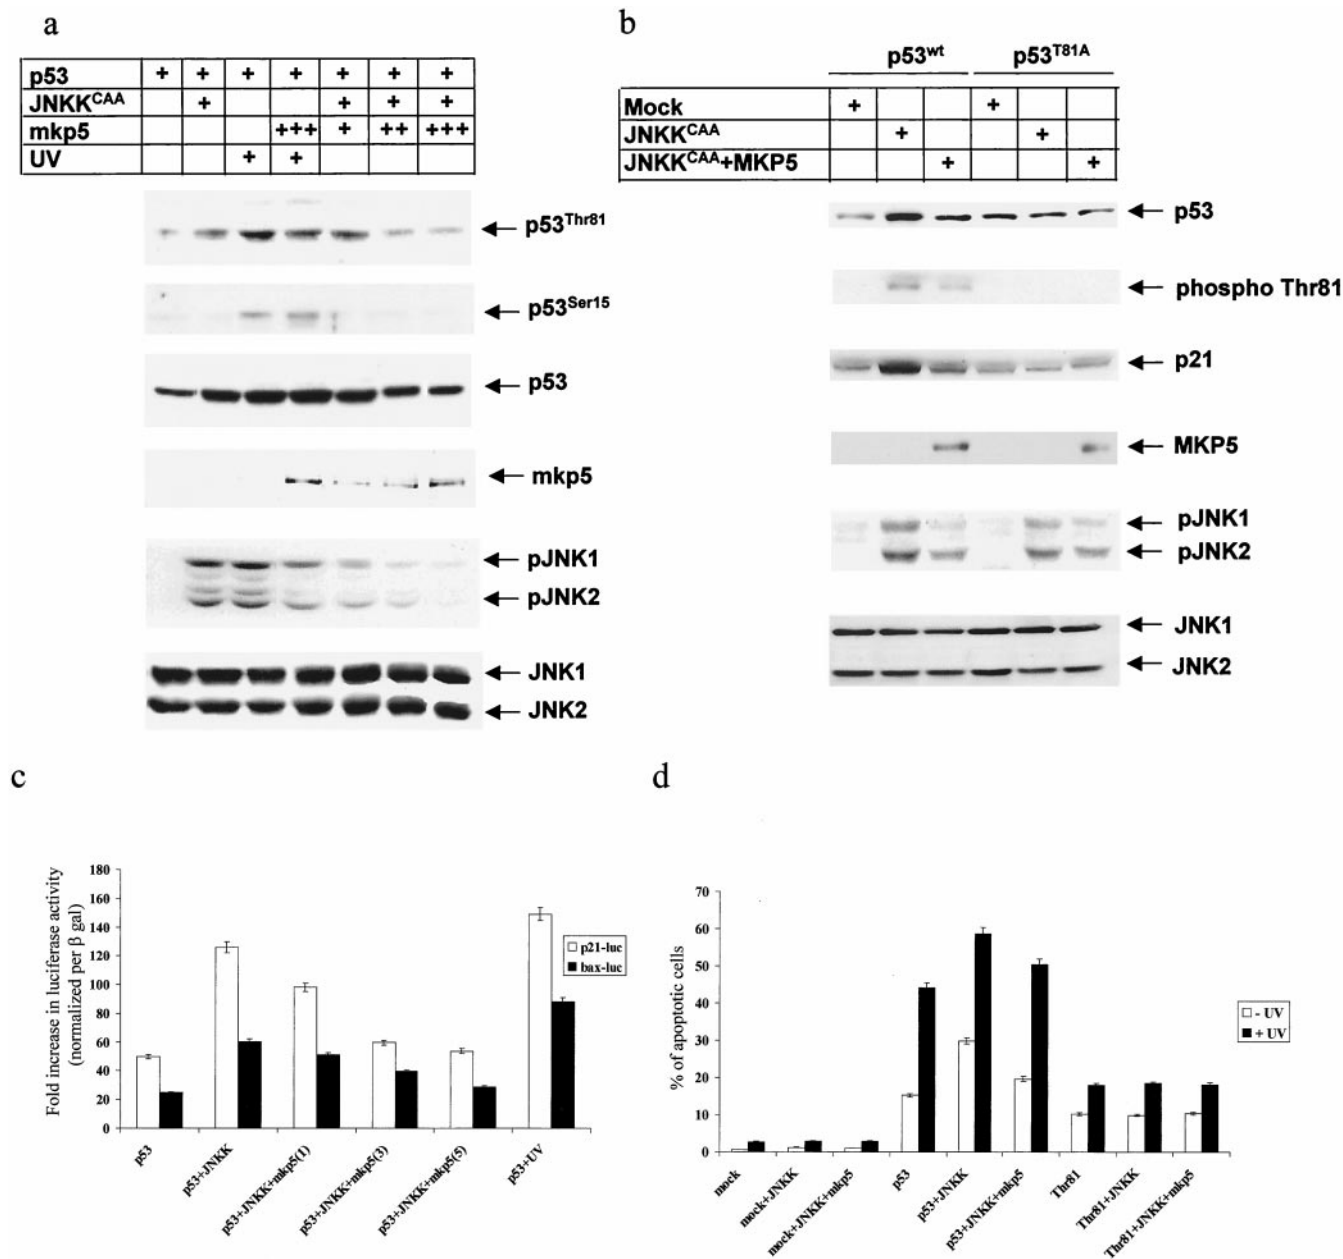 a
p53 + + + + + + +
JNKK^CAA + + + +
mkp5 +++ + ++ +++
UV + +
p53^Thr81
p53^Ser15
p53
mkp5
pJNK1
pJNK2
JNK1
JNK2
b
p53^wt p53^T81A
Mock + +
JNKK^CAA + +
JNKK^CAA+MKP5 + +
p53
phospho Thr81
p21
MKP5
pJNK1
pJNK2
JNK1
JNK2
c
Fold increase in luciferase activity
(normalized per β gal)
180
160
140
120
100
80
60
40
20
0
p21-luc
bax-luc
p53
p53+JNKK
p53+JNKK+mkp5(1)
p53+JNKK+mkp5(3)
p53+JNKK+mkp5(5)
p53+UV
d
% of apoptotic cells
70
60
50
40
30
20
10
0
- UV
+ UV
mock
mock+JNKK
mock+JNKK+mkp5
p53
p53+JNKK
p53+JNKK+mkp5
Thr81
Thr81+JNKK
Thr81+JNKK+mkp5